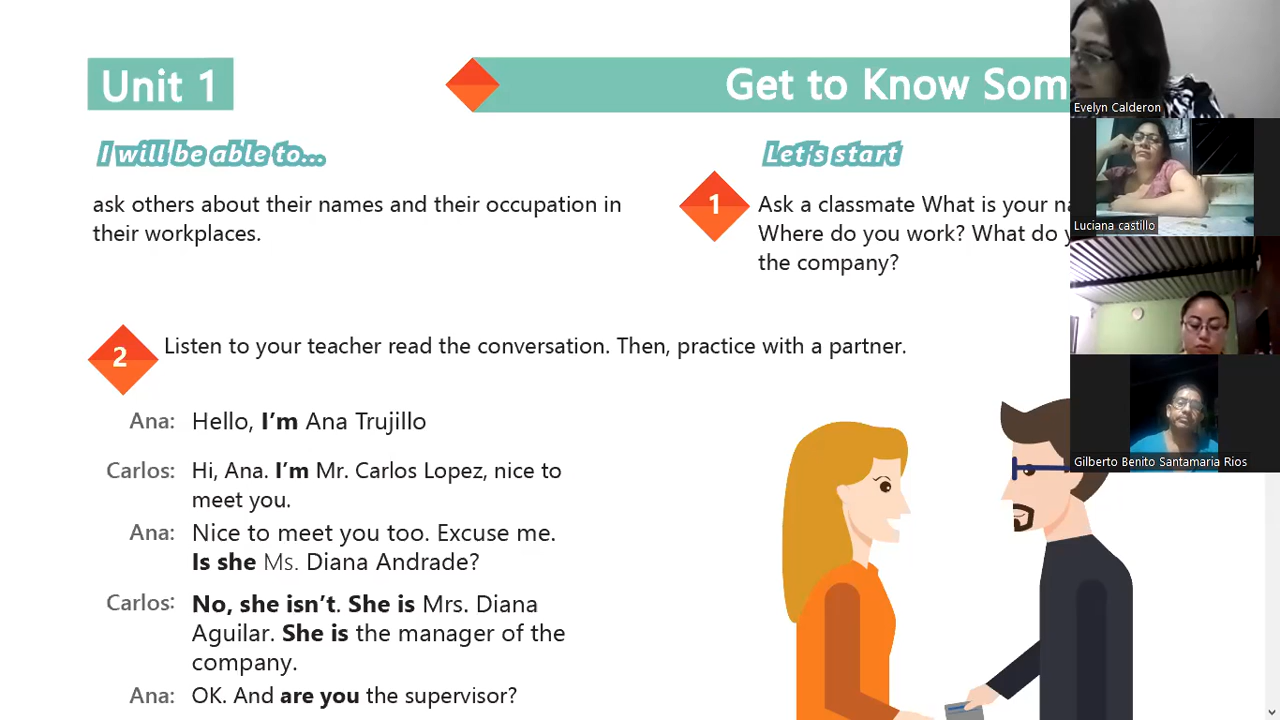 Unit 1
Get to Know Som
I will be able to...
Let's start
ask others about their names and their occupation in
their workplaces.
1
Ask a classmate What is your na
Where do you work? What do y
the company?
2
Listen to your teacher read the conversation. Then, practice with a partner.
Ana: Hello, I'm Ana Trujillo
Carlos: Hi, Ana. I'm Mr. Carlos Lopez, nice to
meet you.
Ana: Nice to meet you too. Excuse me.
Is she Ms. Diana Andrade?
Carlos: No, she isn't. She is Mrs. Diana
Aguilar. She is the manager of the
company.
Ana: OK. And are you the supervisor?
Evelyn Calderon
Luciana castillo
Gilberto Benito Santamaria Rios